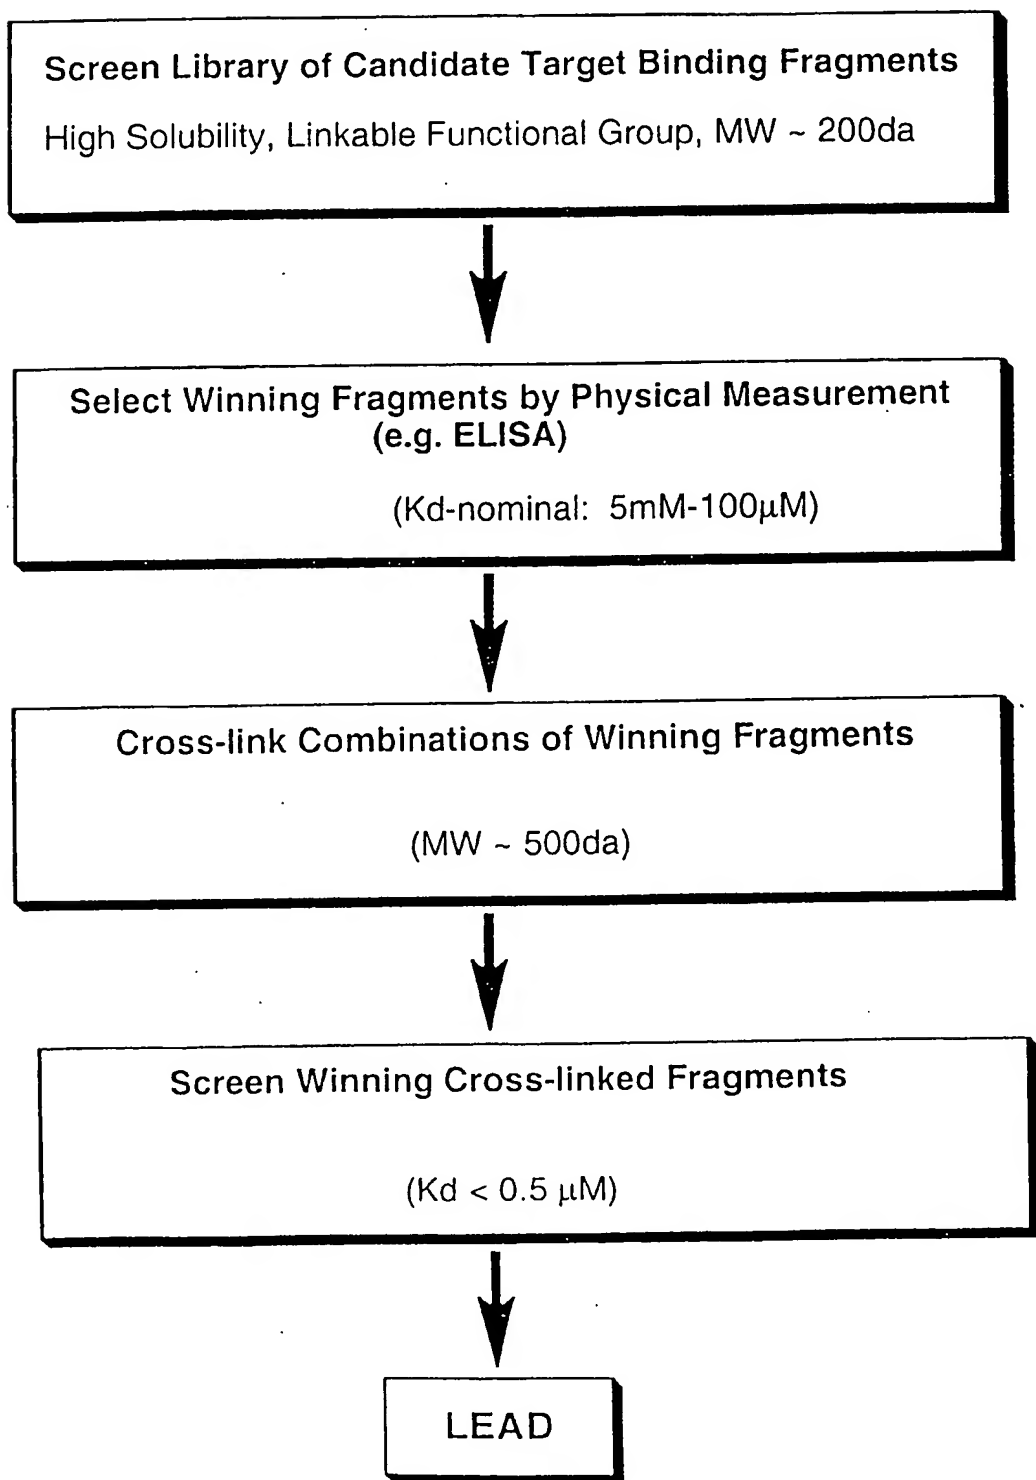 Screen Library of Candidate Target Binding Fragments
High Solubility, Linkable Functional Group, MW ~ 200da
Select Winning Fragments by Physical Measurement
(e.g. ELISA)
(Kd-nominal: 5mM-100µM)
Cross-link Combinations of Winning Fragments
(MW ~ 500da)
Screen Winning Cross-linked Fragments
(Kd < 0.5 µM)
LEAD